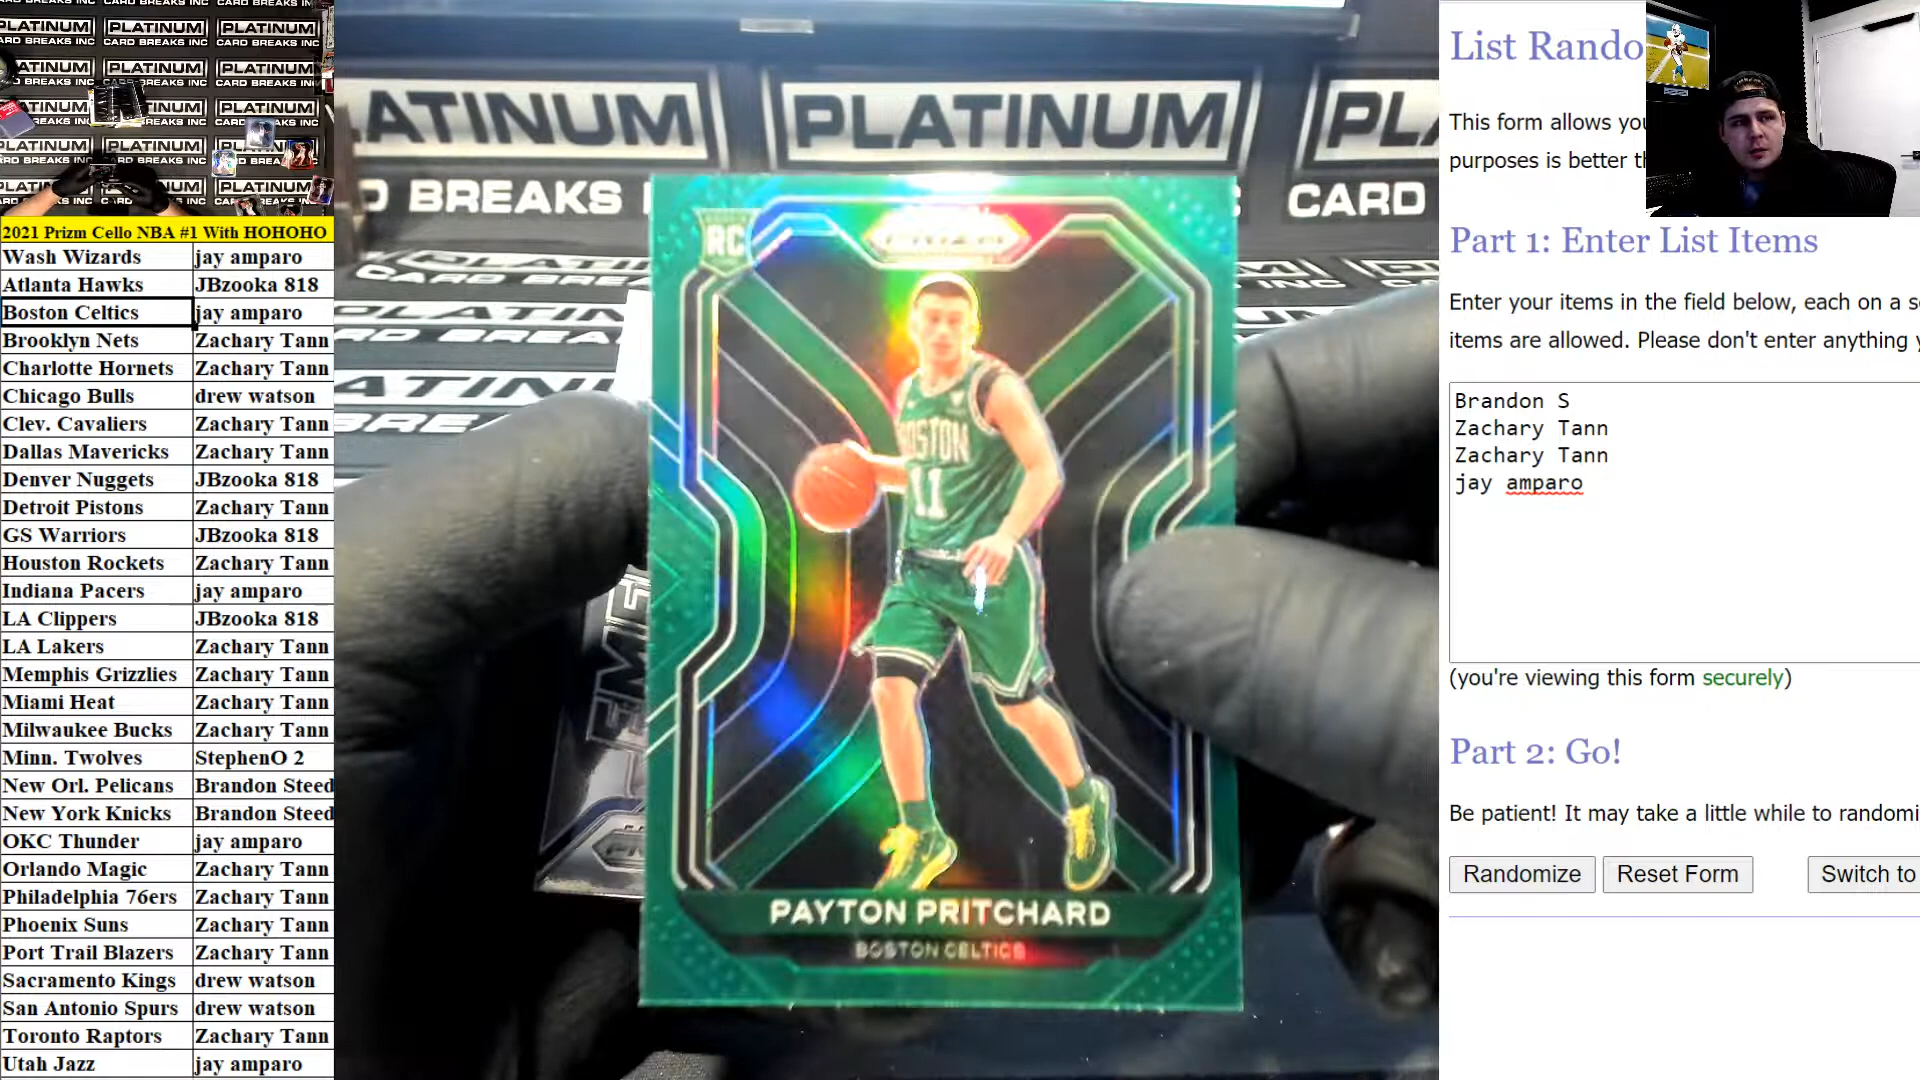 PLATINUM
CARD BREAKS INC
2021 Prizm Cello NBA #1 With HOHOHO
Wash Wizards jay amparo
Atlanta Hawks JBzooka 818
Boston Celtics jay amparo
Brooklyn Nets Zachary Tann
Charlotte Hornets Zachary Tann
Chicago Bulls drew watson
Clev. Cavaliers Zachary Tann
Dallas Mavericks Zachary Tann
Denver Nuggets JBzooka 818
Detroit Pistons Zachary Tann
GS Warriors JBzooka 818
Houston Rockets Zachary Tann
Indiana Pacers jay amparo
LA Clippers JBzooka 818
LA Lakers Zachary Tann
Memphis Grizzlies Zachary Tann
Miami Heat Zachary Tann
Milwaukee Bucks Zachary Tann
Minn. Twolves StephenO 2
New Orl. Pelicans Brandon Steed
New York Knicks Brandon Steed
OKC Thunder jay amparo
Orlando Magic Zachary Tann
Philadelphia 76ers Zachary Tann
Phoenix Suns Zachary Tann
Port Trail Blazers Zachary Tann
Sacramento Kings drew watson
San Antonio Spurs drew watson
Toronto Raptors Zachary Tann
Utah Jazz jay amparo
ATINUM PLATINUM PL
D BREAKS CARD
RC
BOSTON
11
PAYTON PRITCHARD
BOSTON CELTICS
List Rando
This form allows you
purposes is better th
Part 1: Enter List Items
Enter your items in the field below, each on a s
items are allowed. Please don't enter anything y
Brandon S
Zachary Tann
Zachary Tann
jay amparo
(you're viewing this form securely)
Part 2: Go!
Be patient! It may take a little while to randomi
Randomize Reset Form Switch to